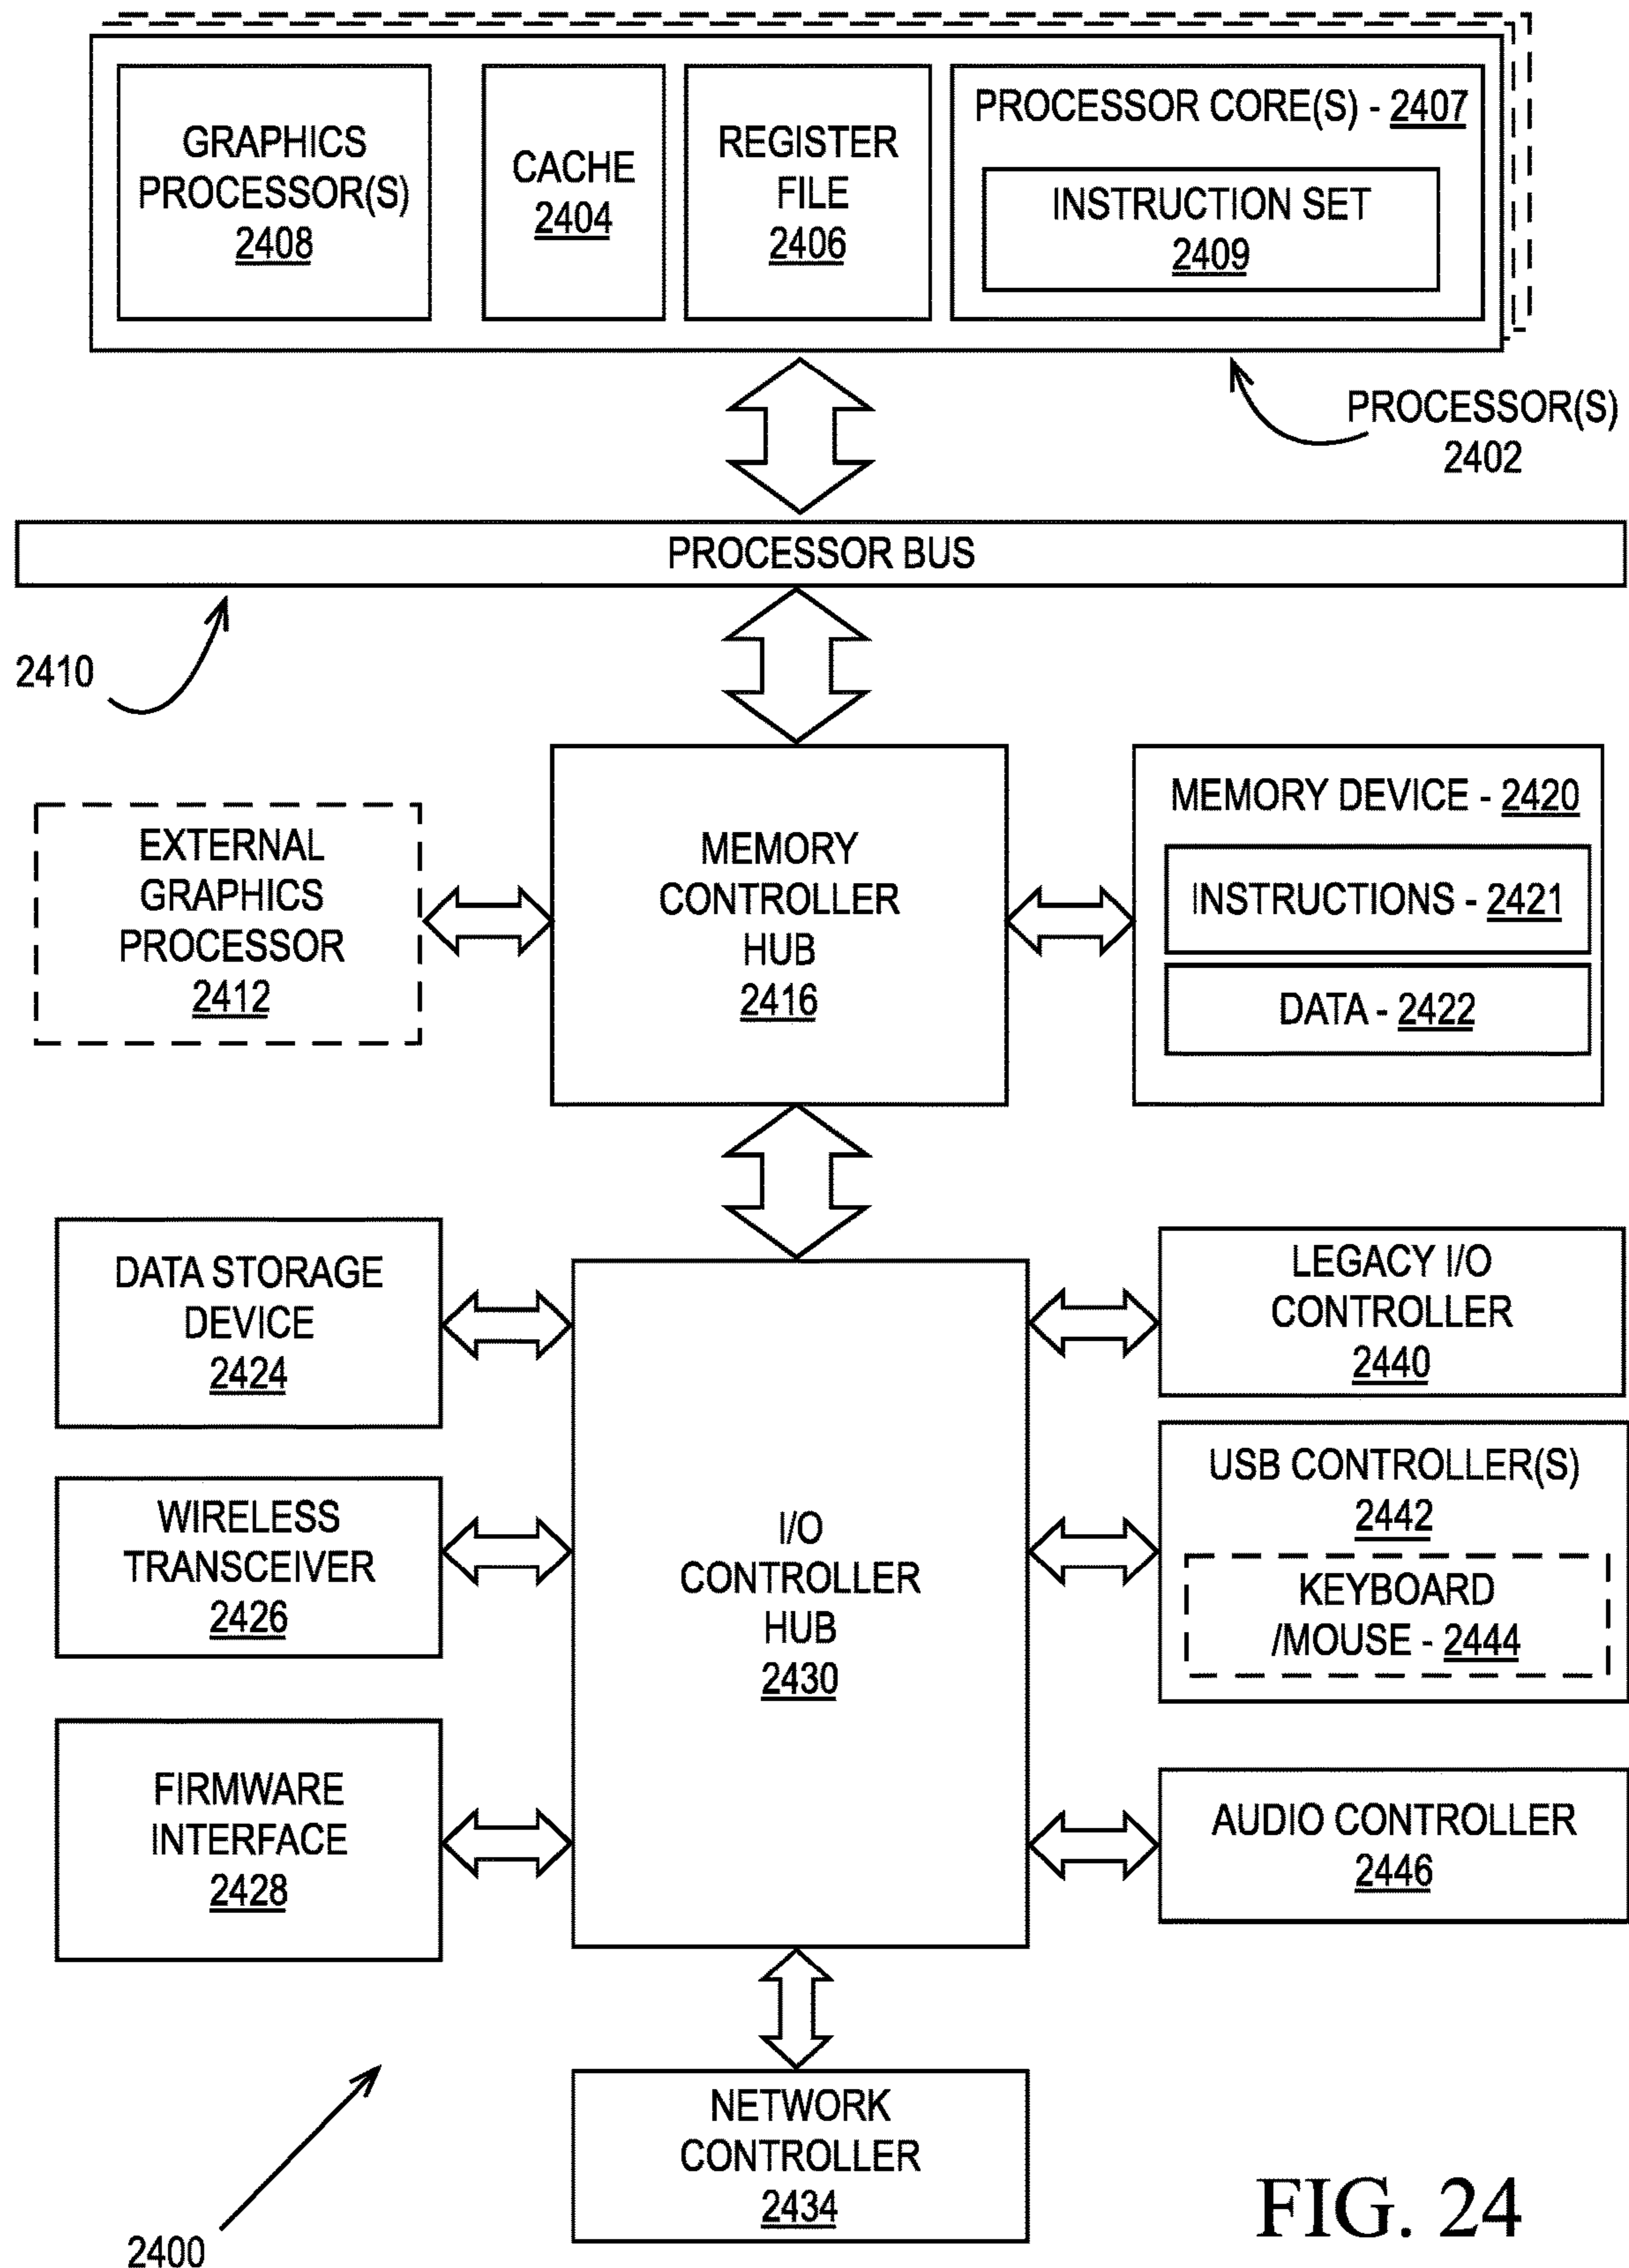 GRAPHICS
PROCESSOR(S)
2408
CACHE
2404
REGISTER
FILE
2406
PROCESSOR CORE(S) - 2407
INSTRUCTION SET
2409
PROCESSOR(S)
2402
PROCESSOR BUS
2410
EXTERNAL
GRAPHICS
PROCESSOR
2412
MEMORY
CONTROLLER
HUB
2416
MEMORY DEVICE - 2420
INSTRUCTIONS - 2421
DATA - 2422
DATA STORAGE
DEVICE
2424
WIRELESS
TRANSCEIVER
2426
FIRMWARE
INTERFACE
2428
I/O
CONTROLLER
HUB
2430
LEGACY I/O
CONTROLLER
2440
USB CONTROLLER(S)
2442
KEYBOARD
/MOUSE - 2444
AUDIO CONTROLLER
2446
NETWORK
CONTROLLER
2434
2400
FIG. 24